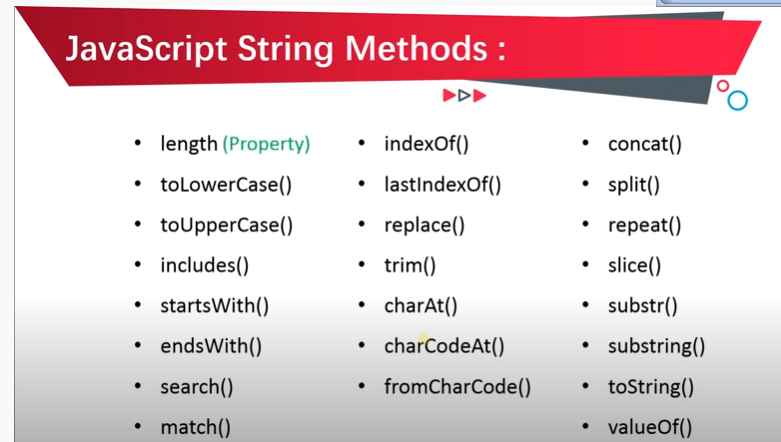 JavaScript String Methods :
• length (Property)
• toLowerCase()
• toUpperCase()
• includes()
• startsWith()
• endsWith()
• search()
• match()
• indexOf()
• lastIndexOf()
• replace()
• trim()
• charAt()
• charCodeAt()
• fromCharCode()
• concat()
• split()
• repeat()
• slice()
• substr()
• substring()
• toString()
• valueOf()